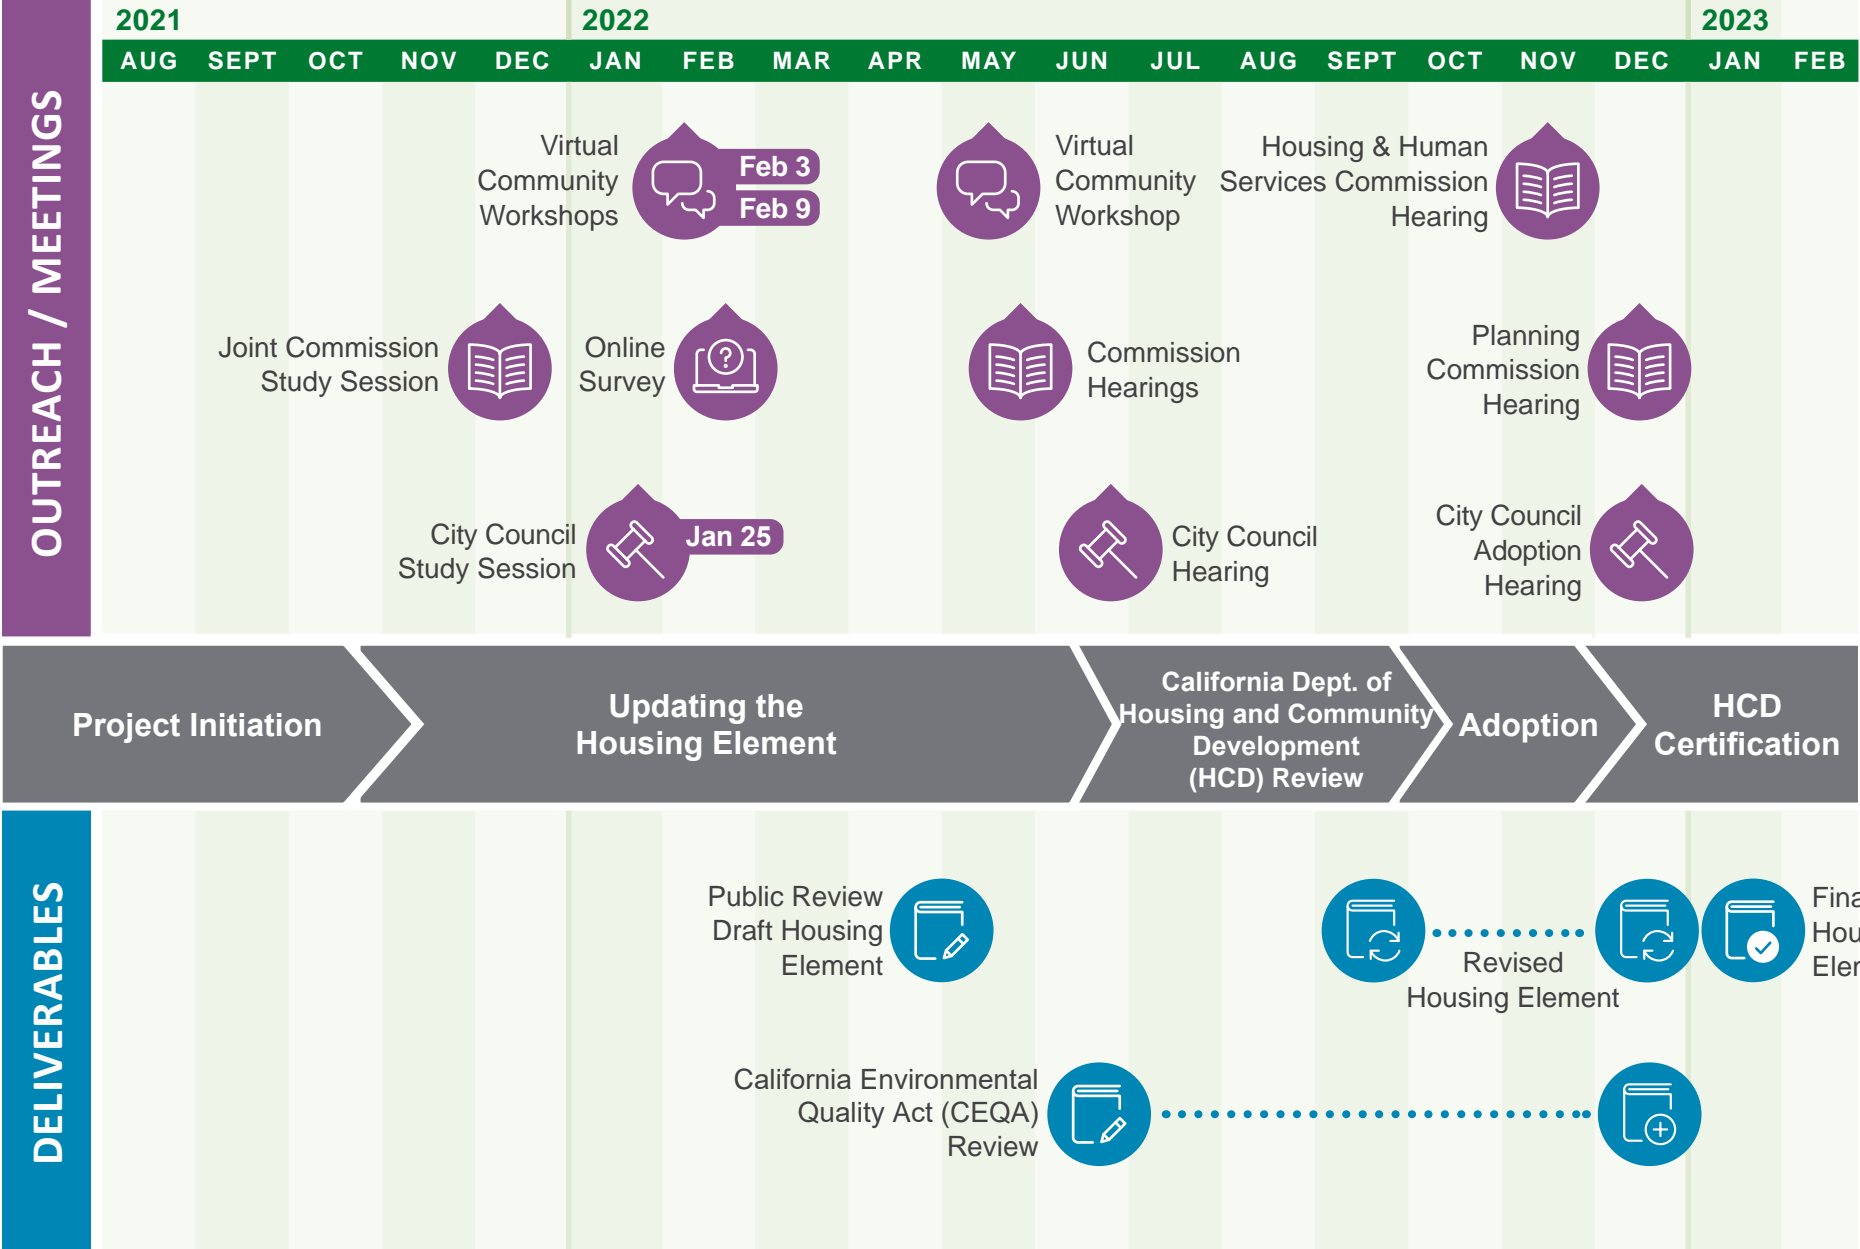 2021
2022
2023
AUG SEPT OCT NOV DEC JAN FEB MAR APR MAY JUN JUL AUG SEPT OCT NOV DEC JAN FEB
OUTREACH / MEETINGS
Virtual
Community
Workshops
Feb 3
Feb 9
Virtual
Community
Workshop
Housing & Human
Services Commission
Hearing
Joint Commission
Study Session
Online
Survey
?
Commission
Hearings
Planning
Commission
Hearing
City Council
Study Session
Jan 25
City Council
Hearing
City Council
Adoption
Hearing
Project Initiation
Updating the
Housing Element
California Dept. of
Housing and Community
Development
(HCD) Review
Adoption
HCD
Certification
DELIVERABLES
Public Review
Draft Housing
Element
Revised
Housing Element
California Environmental
Quality Act (CEQA)
Review